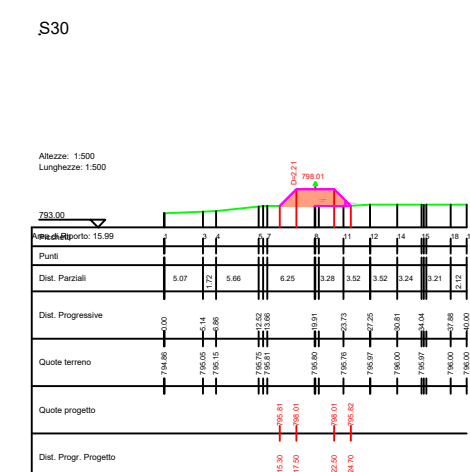 S30
Altezze: 1:500
Lunghezze: 1:500
D=2.21
798.01
793.00
Area di Riporto: 15.99
Picchetti 3 4 5 7 8 11 12 14 15 18
Punti
Dist. Parziali 5.07 1.72 5.66 6.25 3.28 3.52 3.52 3.24 3.21 2.12
Dist. Progressive 0.00 5.14 6.86 12.52 13.66 19.91 23.73 27.25 30.81 34.04 37.88 40.00
Quote terreno 794.86 795.05 795.15 795.75 795.81 795.80 795.76 795.97 796.00 795.97 796.00 796.00
Quote progetto 795.81 798.01 798.01 795.82
Dist. Progr. Progetto 15.30 17.50 22.50 24.70